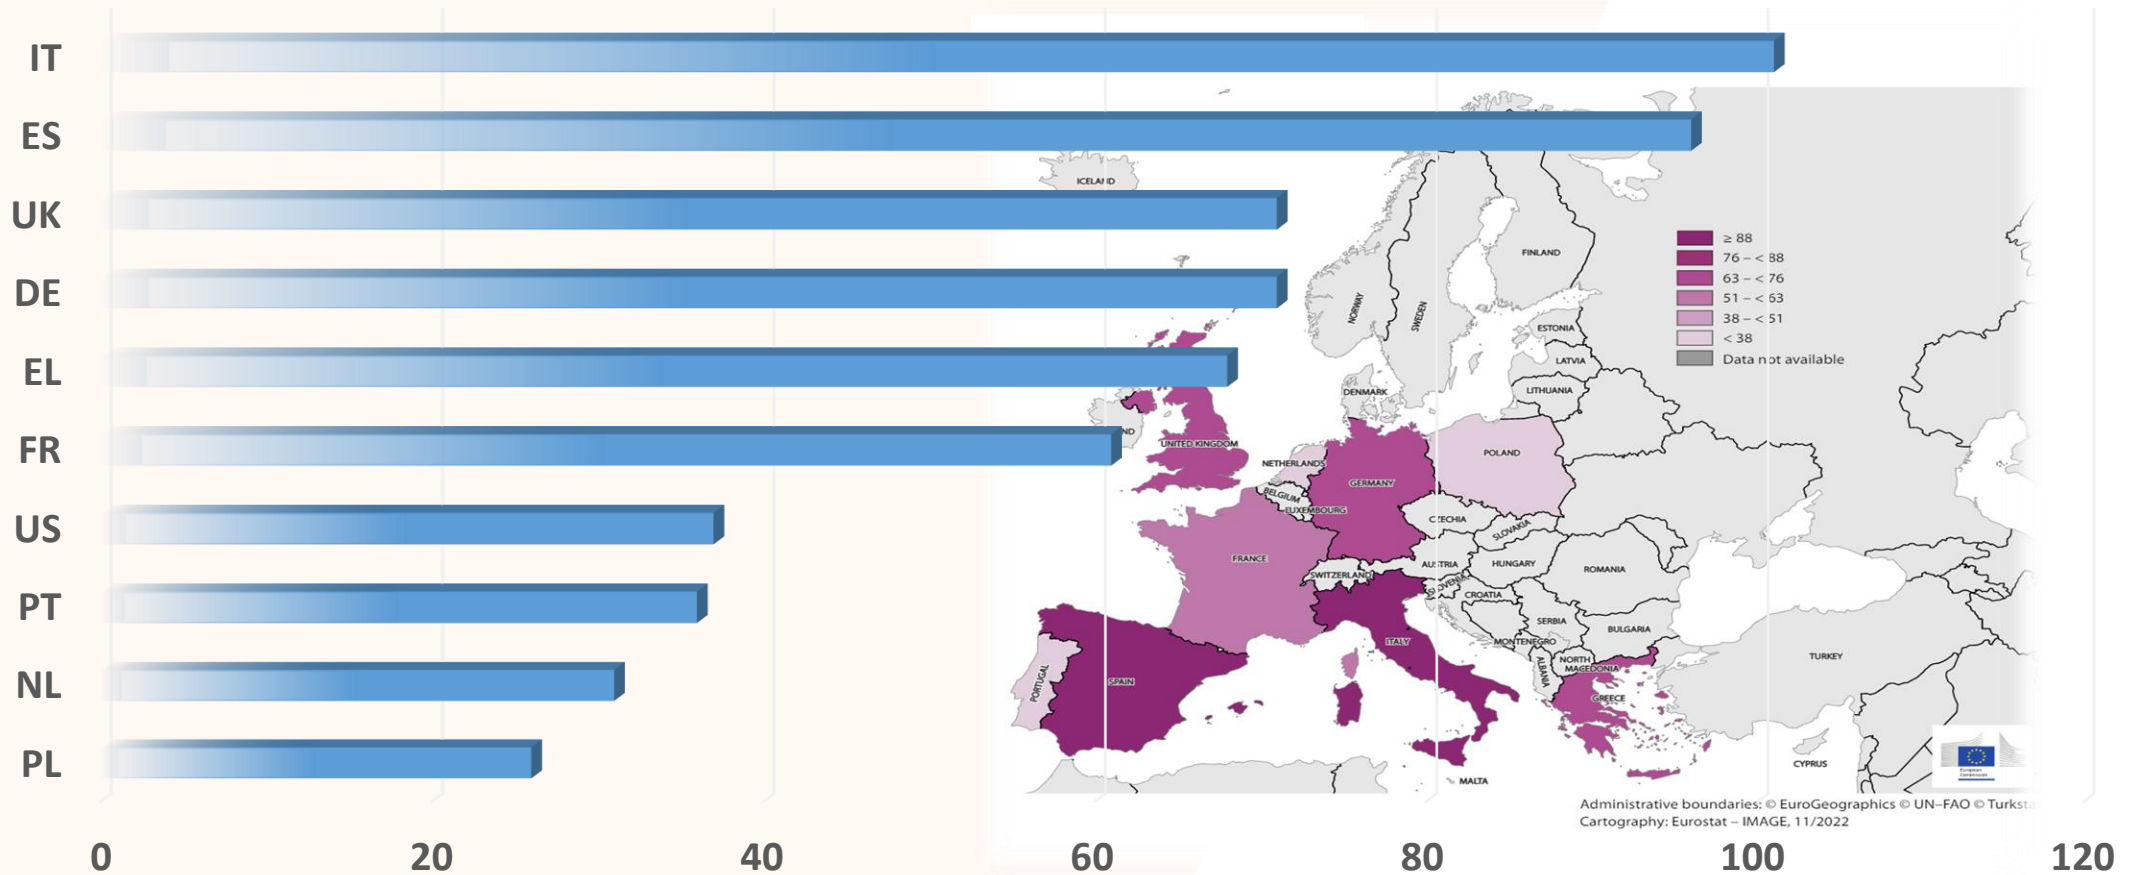 IT
ES
UK
DE
EL
FR
US
PT
NL
PL
0 20 40 60 80 100 120
ICELAND
NORWAY
SWEDEN
FINLAND
ESTONIA
LATVIA
LITHUANIA
DENMARK
ND
UNITED KINGDOM
NETHERLANDS
BELGIUM
LUXEMBOURG
GERMANY
POLAND
CZECHIA
SLOVAKIA
FRANCE
SWITZERLAND
AUSTRIA
HUNGARY
ROMANIA
SLOVENIA
CROATIA
SERBIA
BULGARIA
MONTENEGRO
ITALY
NORTH
MACEDONIA
ALBANIA
TURKEY
PORTUGAL
SPAIN
GREECE
CYPRUS
MALTA
≥ 88
76 – < 88
63 – < 76
51 – < 63
38 – < 51
< 38
Data not available
European
Commission
Administrative boundaries: © EuroGeographics © UN–FAO © Turksta
Cartography: Eurostat – IMAGE, 11/2022